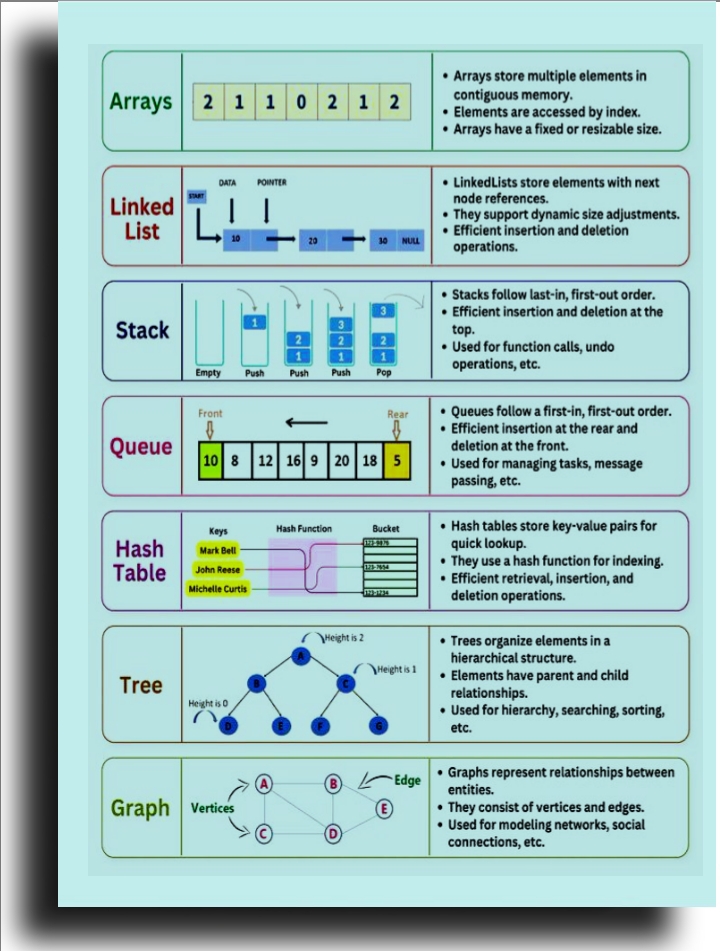 Arrays
2 1 1 0 2 1 2
• Arrays store multiple elements in
contiguous memory.
• Elements are accessed by index.
• Arrays have a fixed or resizable size.
Linked
List
DATA POINTER
START
10 20 30 NULL
• LinkedLists store elements with next
node references.
• They support dynamic size adjustments.
• Efficient insertion and deletion
operations.
Stack
1
2
1
3
2
1
3
2
1
Empty Push Push Push Pop
• Stacks follow last-in, first-out order.
• Efficient insertion and deletion at the
top.
• Used for function calls, undo
operations, etc.
Queue
Front Rear
10 8 12 16 9 20 18 5
• Queues follow a first-in, first-out order.
• Efficient insertion at the rear and
deletion at the front.
• Used for managing tasks, message
passing, etc.
Hash
Table
Keys Hash Function Bucket
Mark Bell
John Reese
Michelle Curtis
123-9876
123-7654
123-1234
• Hash tables store key-value pairs for
quick lookup.
• They use a hash function for indexing.
• Efficient retrieval, insertion, and
deletion operations.
Tree
Height is 2
A
Height is 1
B C
Height is 0
D E F G
• Trees organize elements in a
hierarchical structure.
• Elements have parent and child
relationships.
• Used for hierarchy, searching, sorting,
etc.
Graph
Vertices
A B Edge
E
C D
• Graphs represent relationships between
entities.
• They consist of vertices and edges.
• Used for modeling networks, social
connections, etc.